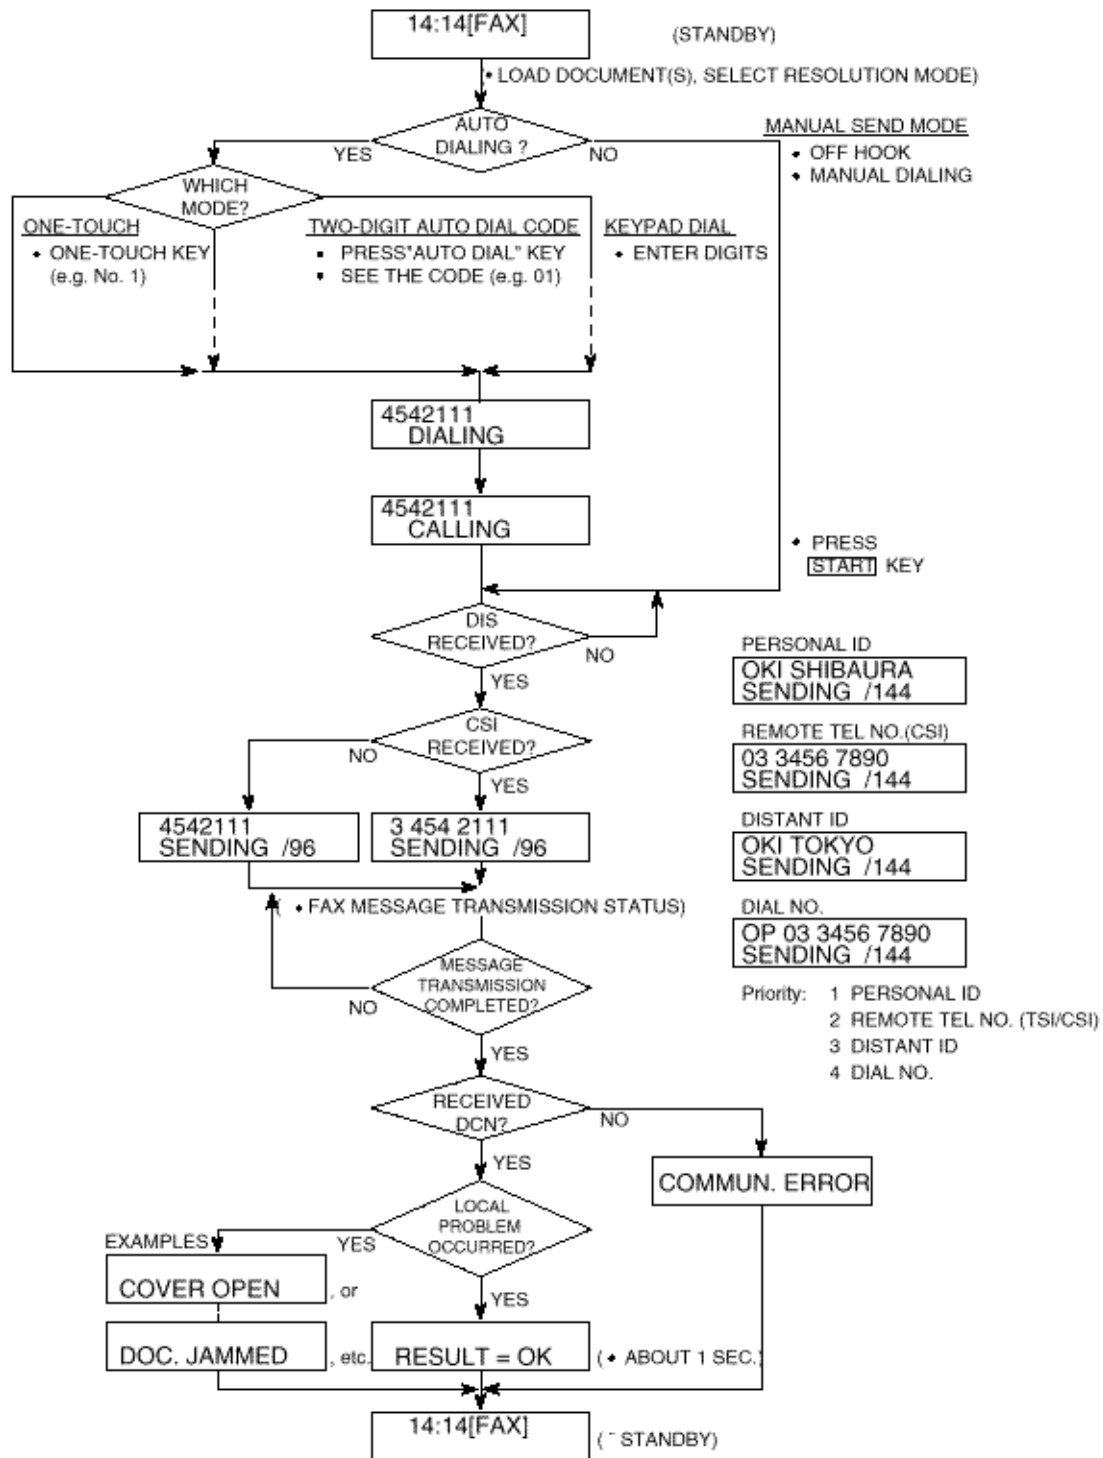 14:14[FAX]
(STANDBY)
(• LOAD DOCUMENT(S), SELECT RESOLUTION MODE)
AUTO
DIALING ?
YES
NO
MANUAL SEND MODE
• OFF HOOK
• MANUAL DIALING
WHICH
MODE?
ONE-TOUCH
• ONE-TOUCH KEY
(e.g. No. 1)
TWO-DIGIT AUTO DIAL CODE
• PRESS"AUTO DIAL" KEY
• SEE THE CODE (e.g. 01)
KEYPAD DIAL
• ENTER DIGITS
4542111
DIALING
4542111
CALLING
• PRESS
START KEY
DIS
RECEIVED?
NO
YES
CSI
RECEIVED?
NO
YES
4542111
SENDING /96
3 454 2111
SENDING /96
( • FAX MESSAGE TRANSMISSION STATUS)
MESSAGE
TRANSMISSION
COMPLETED?
NO
YES
PERSONAL ID
OKI SHIBAURA
SENDING /144
REMOTE TEL NO.(CSI)
03 3456 7890
SENDING /144
DISTANT ID
OKI TOKYO
SENDING /144
DIAL NO.
OP 03 3456 7890
SENDING /144
Priority: 1 PERSONAL ID
2 REMOTE TEL NO. (TSI/CSI)
3 DISTANT ID
4 DIAL NO.
RECEIVED
DCN?
NO
YES
COMMUN. ERROR
LOCAL
PROBLEM
OCCURRED?
YES
YES
EXAMPLES
COVER OPEN
, or
DOC. JAMMED
, etc.
RESULT = OK
( • ABOUT 1 SEC.)
14:14[FAX]
( ¨ STANDBY)